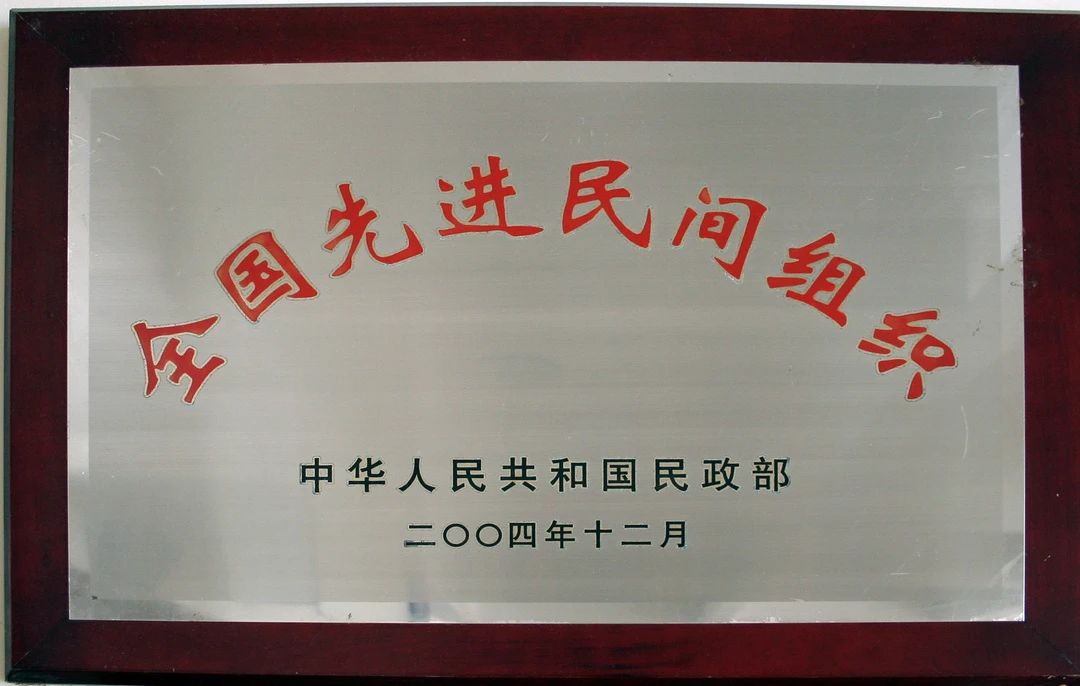 全国先进民间组织
中华人民共和国民政部
二〇〇四年十二月